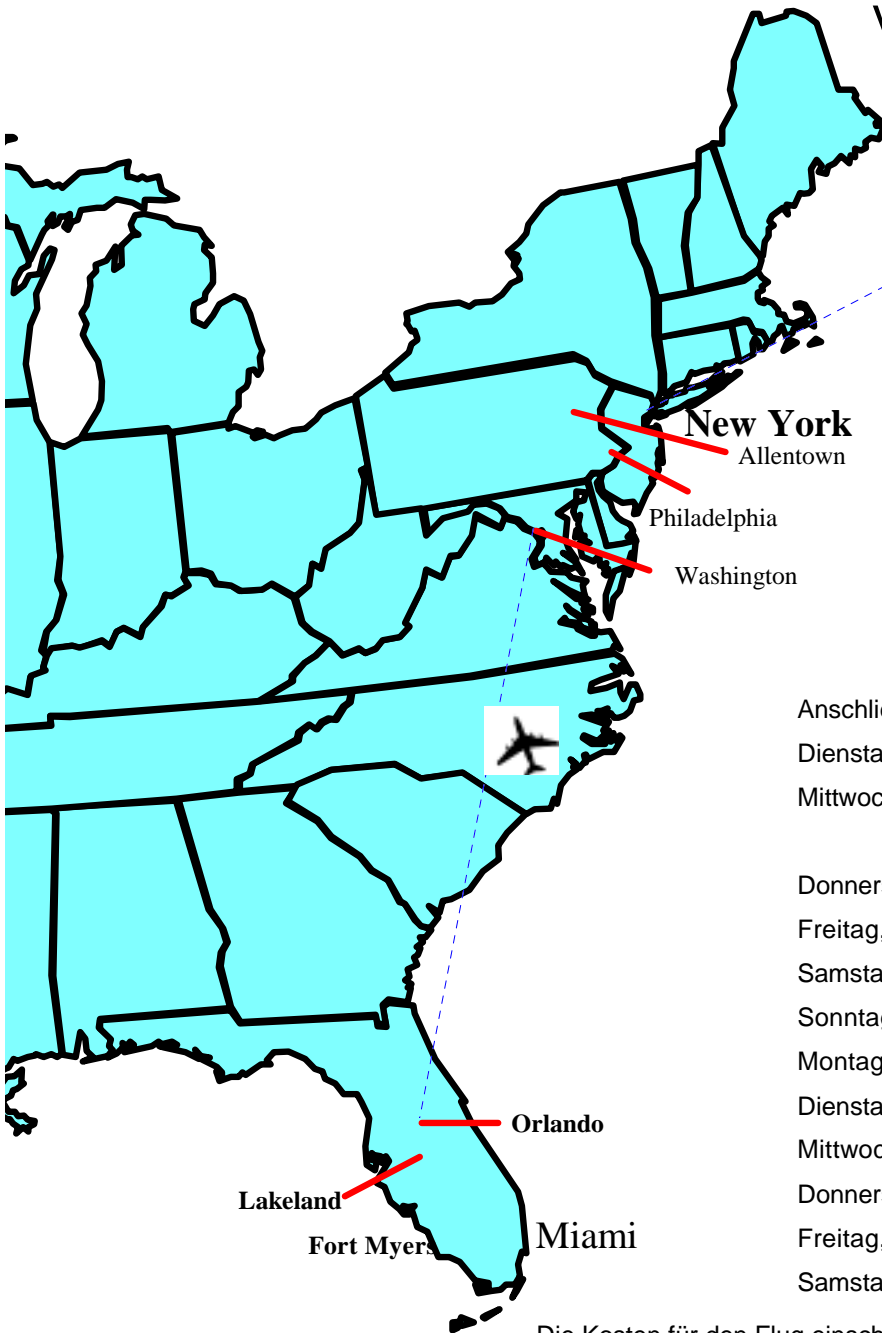 New York
Allentown
Philadelphia
Washington
Anschlie
Diensta
Mittwoc
Donner
Freitag,
Samsta
Sonntag
Montag
Diensta
Orlando
Mittwoc
Donner
Lakeland
Fort Myers
Miami
Freitag,
Samsta
Die Kosten für den Flug einsch